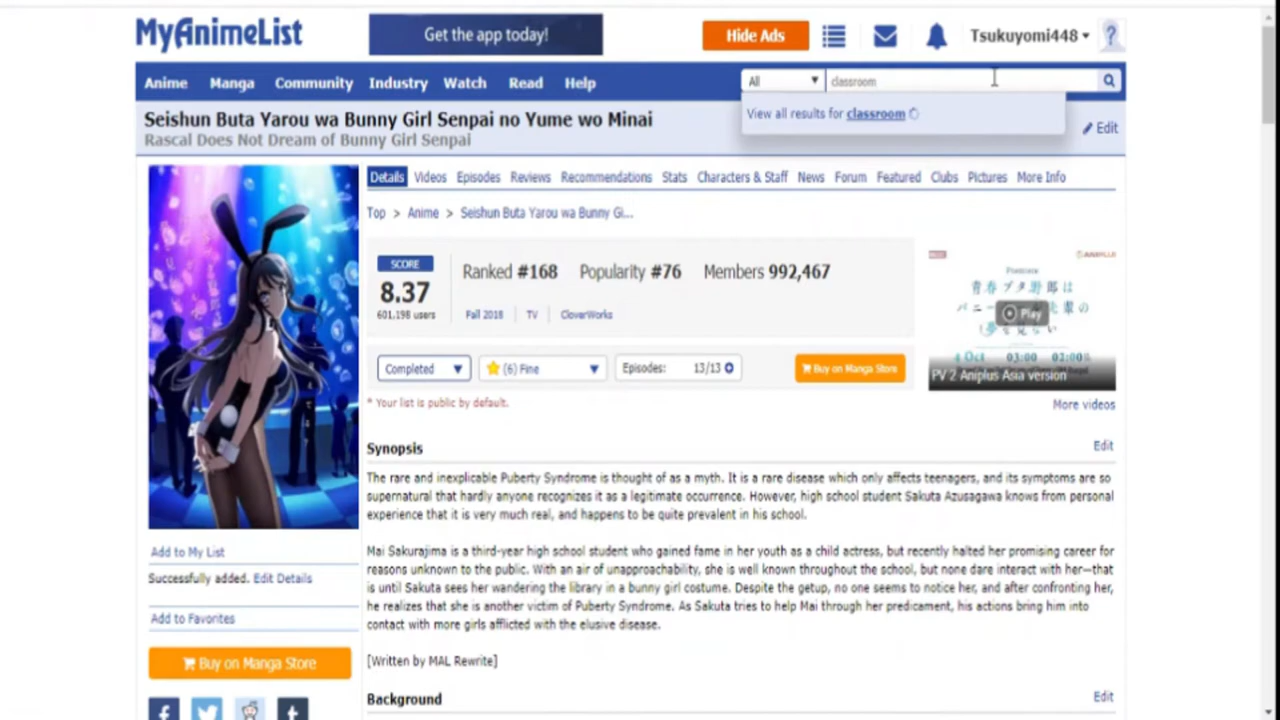 MyAnimeList
Get the app today!
Hide Ads
Tsukuyomi448
?
Anime Manga Community Industry Watch Read Help
All
classroom
View all results for classroom
Seishun Buta Yarou wa Bunny Girl Senpai no Yume wo Minai
Rascal Does Not Dream of Bunny Girl Senpai
Edit
Details Videos Episodes Reviews Recommendations Stats Characters & Staff News Forum Featured Clubs Pictures More Info
Top > Anime > Seishun Buta Yarou wa Bunny Gi...
SCORE
8.37
601,198 users
Ranked #168 Popularity #76 Members 992,467
Fall 2018 | TV | CloverWorks
Completed
(6) Fine
Episodes: 13/13
Buy on Manga Store
* Your list is public by default.
青春ブタ野郎は
Play
4 Oct
PV 2 Aniplus Asia version
More videos
Synopsis
Edit
The rare and inexplicable Puberty Syndrome is thought of as a myth. It is a rare disease which only affects teenagers, and its symptoms are so
supernatural that hardly anyone recognizes it as a legitimate occurrence. However, high school student Sakuta Azusagawa knows from personal
experience that it is very much real, and happens to be quite prevalent in his school.
Mai Sakurajima is a third-year high school student who gained fame in her youth as a child actress, but recently halted her promising career for
reasons unknown to the public. With an air of unapproachability, she is well known throughout the school, but none dare interact with her—that
is until Sakuta sees her wandering the library in a bunny girl costume. Despite the getup, no one seems to notice her, and after confronting her,
he realizes that she is another victim of Puberty Syndrome. As Sakuta tries to help Mai through her predicament, his actions bring him into
contact with more girls afflicted with the elusive disease.
[Written by MAL Rewrite]
Background
Edit
Add to My List
Successfully added. Edit Details
Add to Favorites
Buy on Manga Store